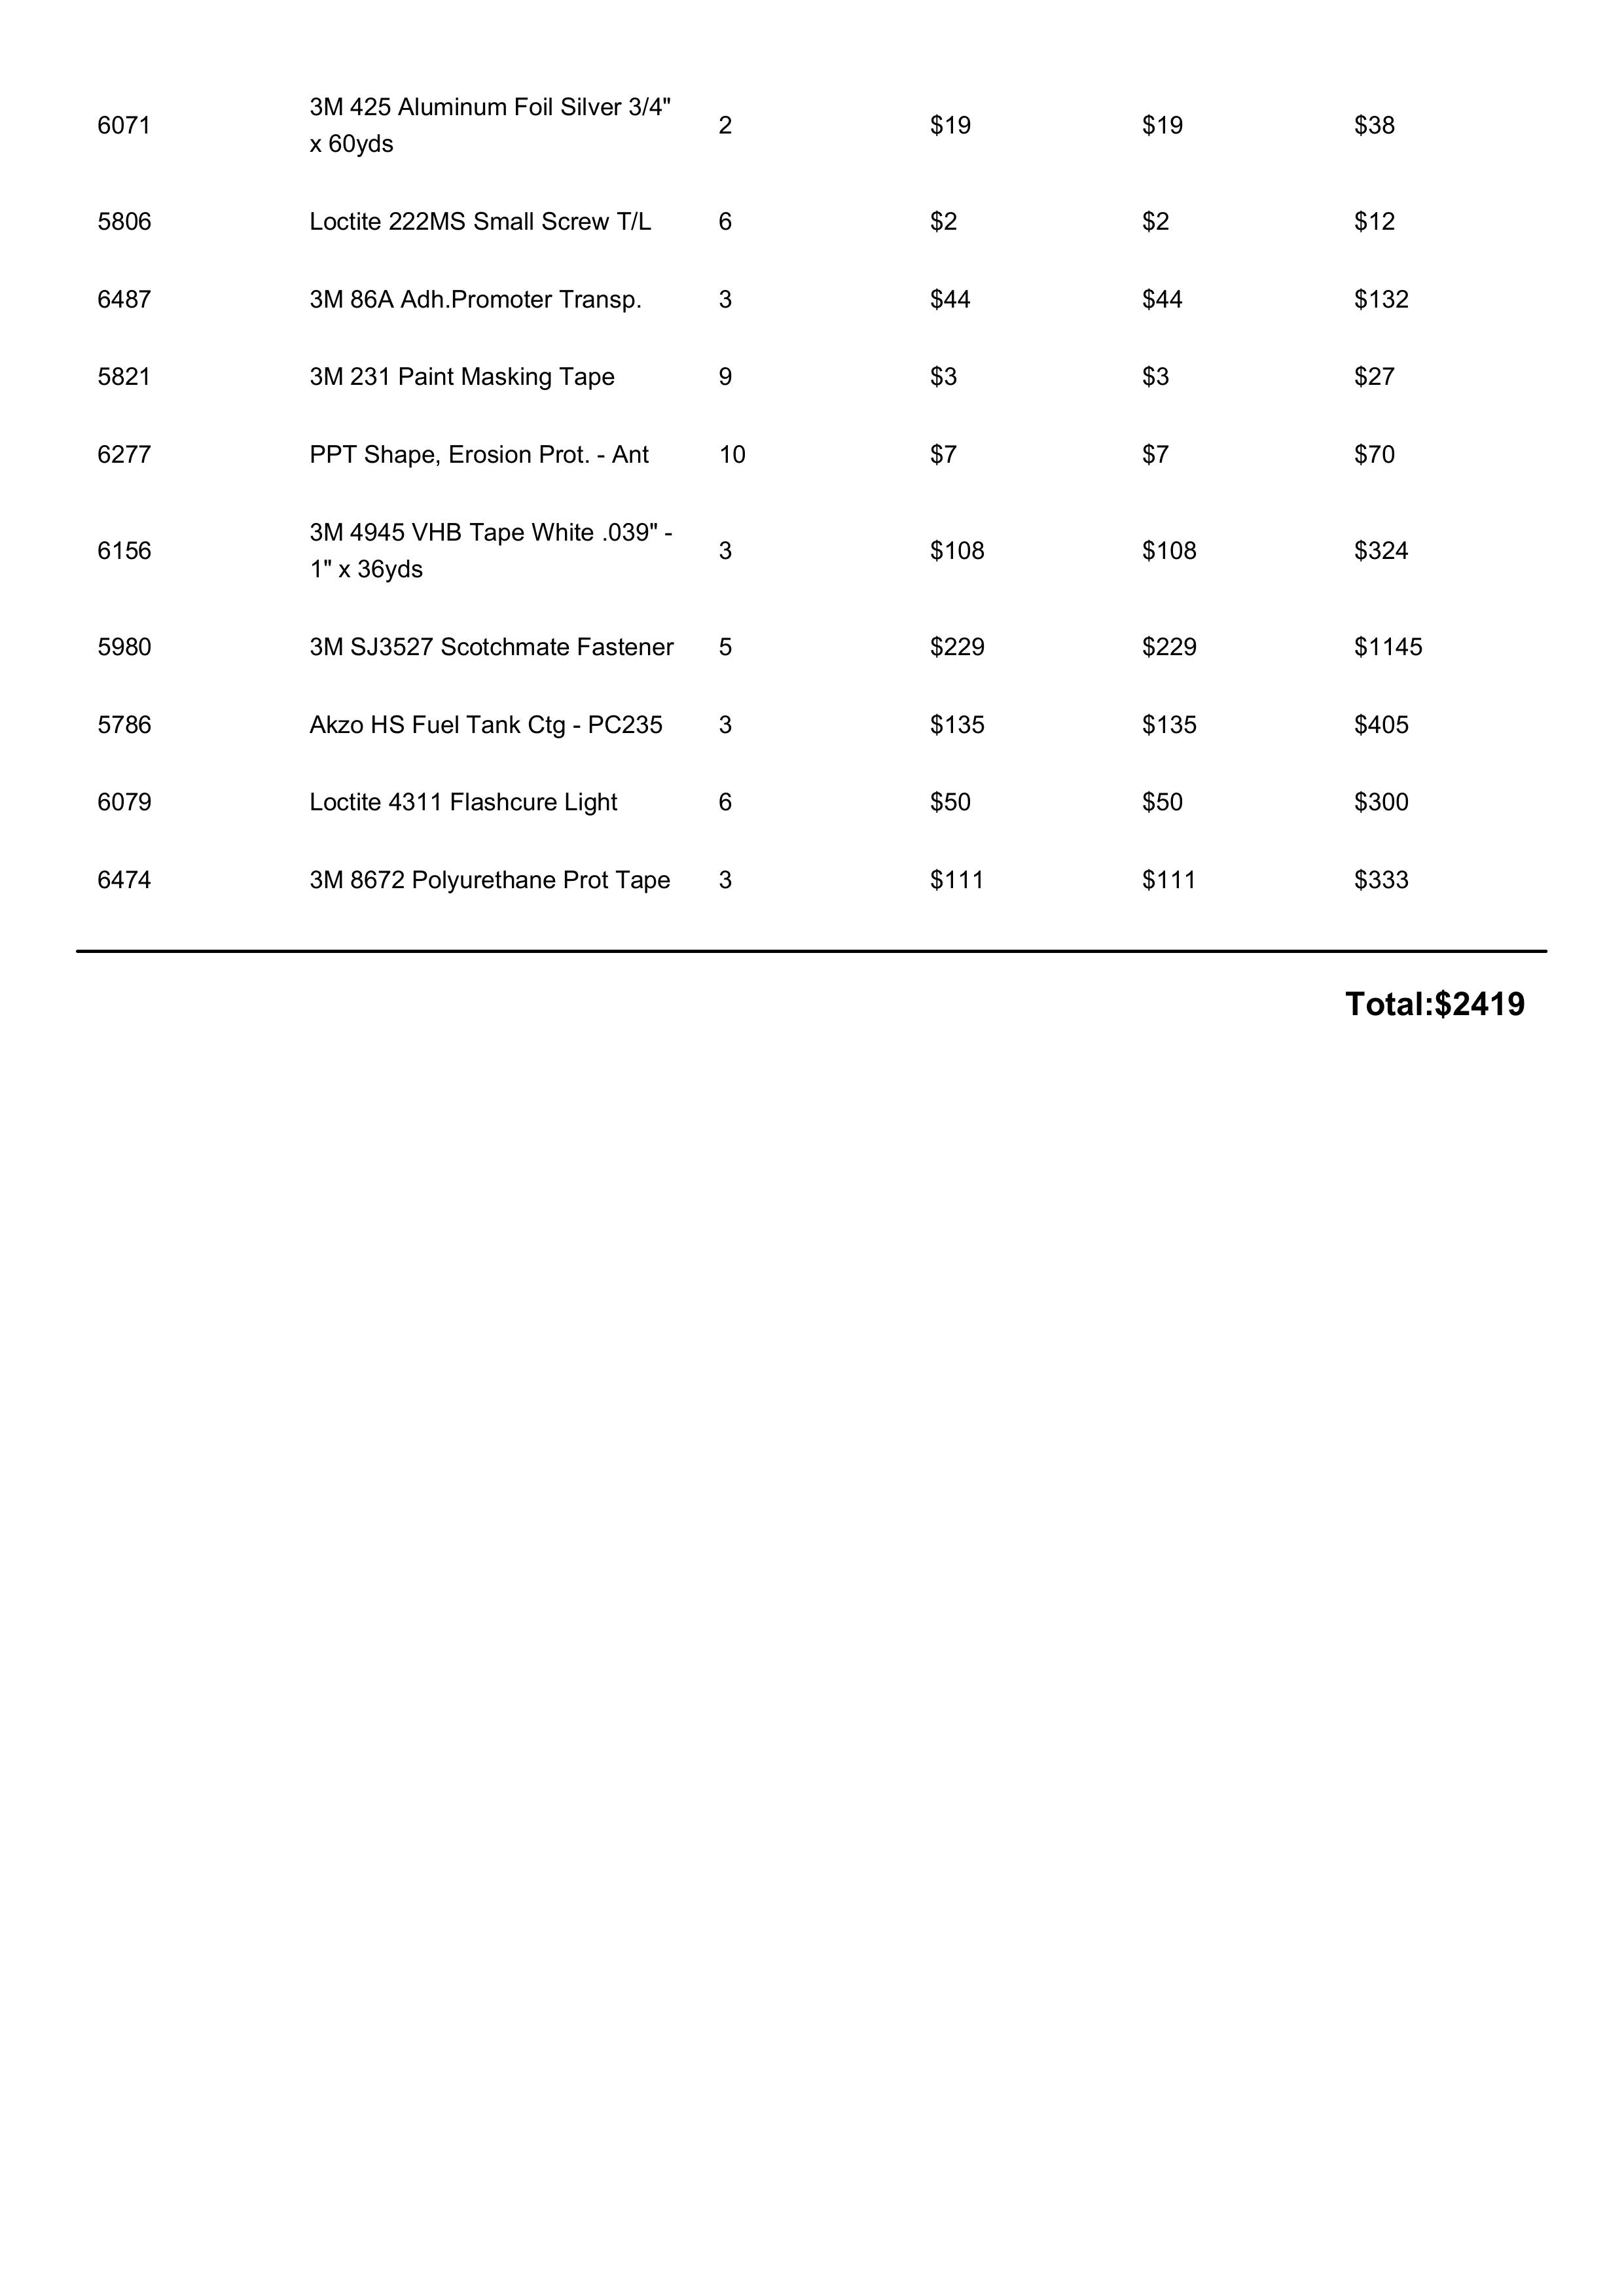 6071 3M 425 Aluminum Foil Silver 3/4" 2 $19 $19 $38
x 60yds
5806 Loctite 222MS Small Screw T/L 6 $2 $2 $12
6487 3M 86A Adh.Promoter Transp. 3 $44 $44 $132
5821 3M 231 Paint Masking Tape 9 $3 $3 $27
6277 PPT Shape, Erosion Prot. - Ant 10 $7 $7 $70
6156 3M 4945 VHB Tape White .039" - 3 $108 $108 $324
1" x 36yds
5980 3M SJ3527 Scotchmate Fastener 5 $229 $229 $1145
5786 Akzo HS Fuel Tank Ctg - PC235 3 $135 $135 $405
6079 Loctite 4311 Flashcure Light 6 $50 $50 $300
6474 3M 8672 Polyurethane Prot Tape 3 $111 $111 $333
Total:$2419